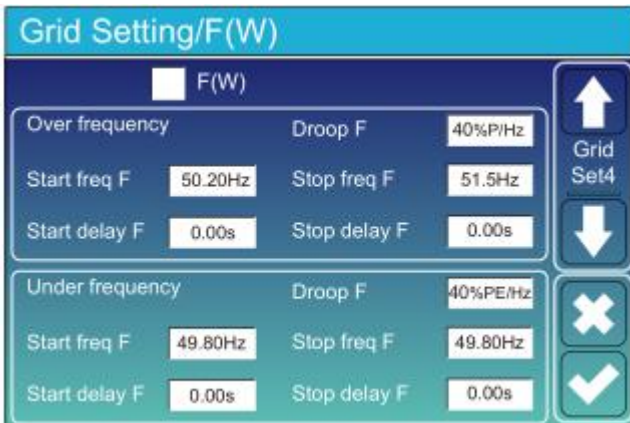 Grid Setting/F(W)
F(W)
Over frequency Droop F 40%P/Hz
Start freq F 50.20Hz Stop freq F 51.5Hz
Start delay F 0.00s Stop delay F 0.00s
Under frequency Droop F 40%PE/Hz
Start freq F 49.80Hz Stop freq F 49.80Hz
Start delay F 0.00s Stop delay F 0.00s
Grid
Set4